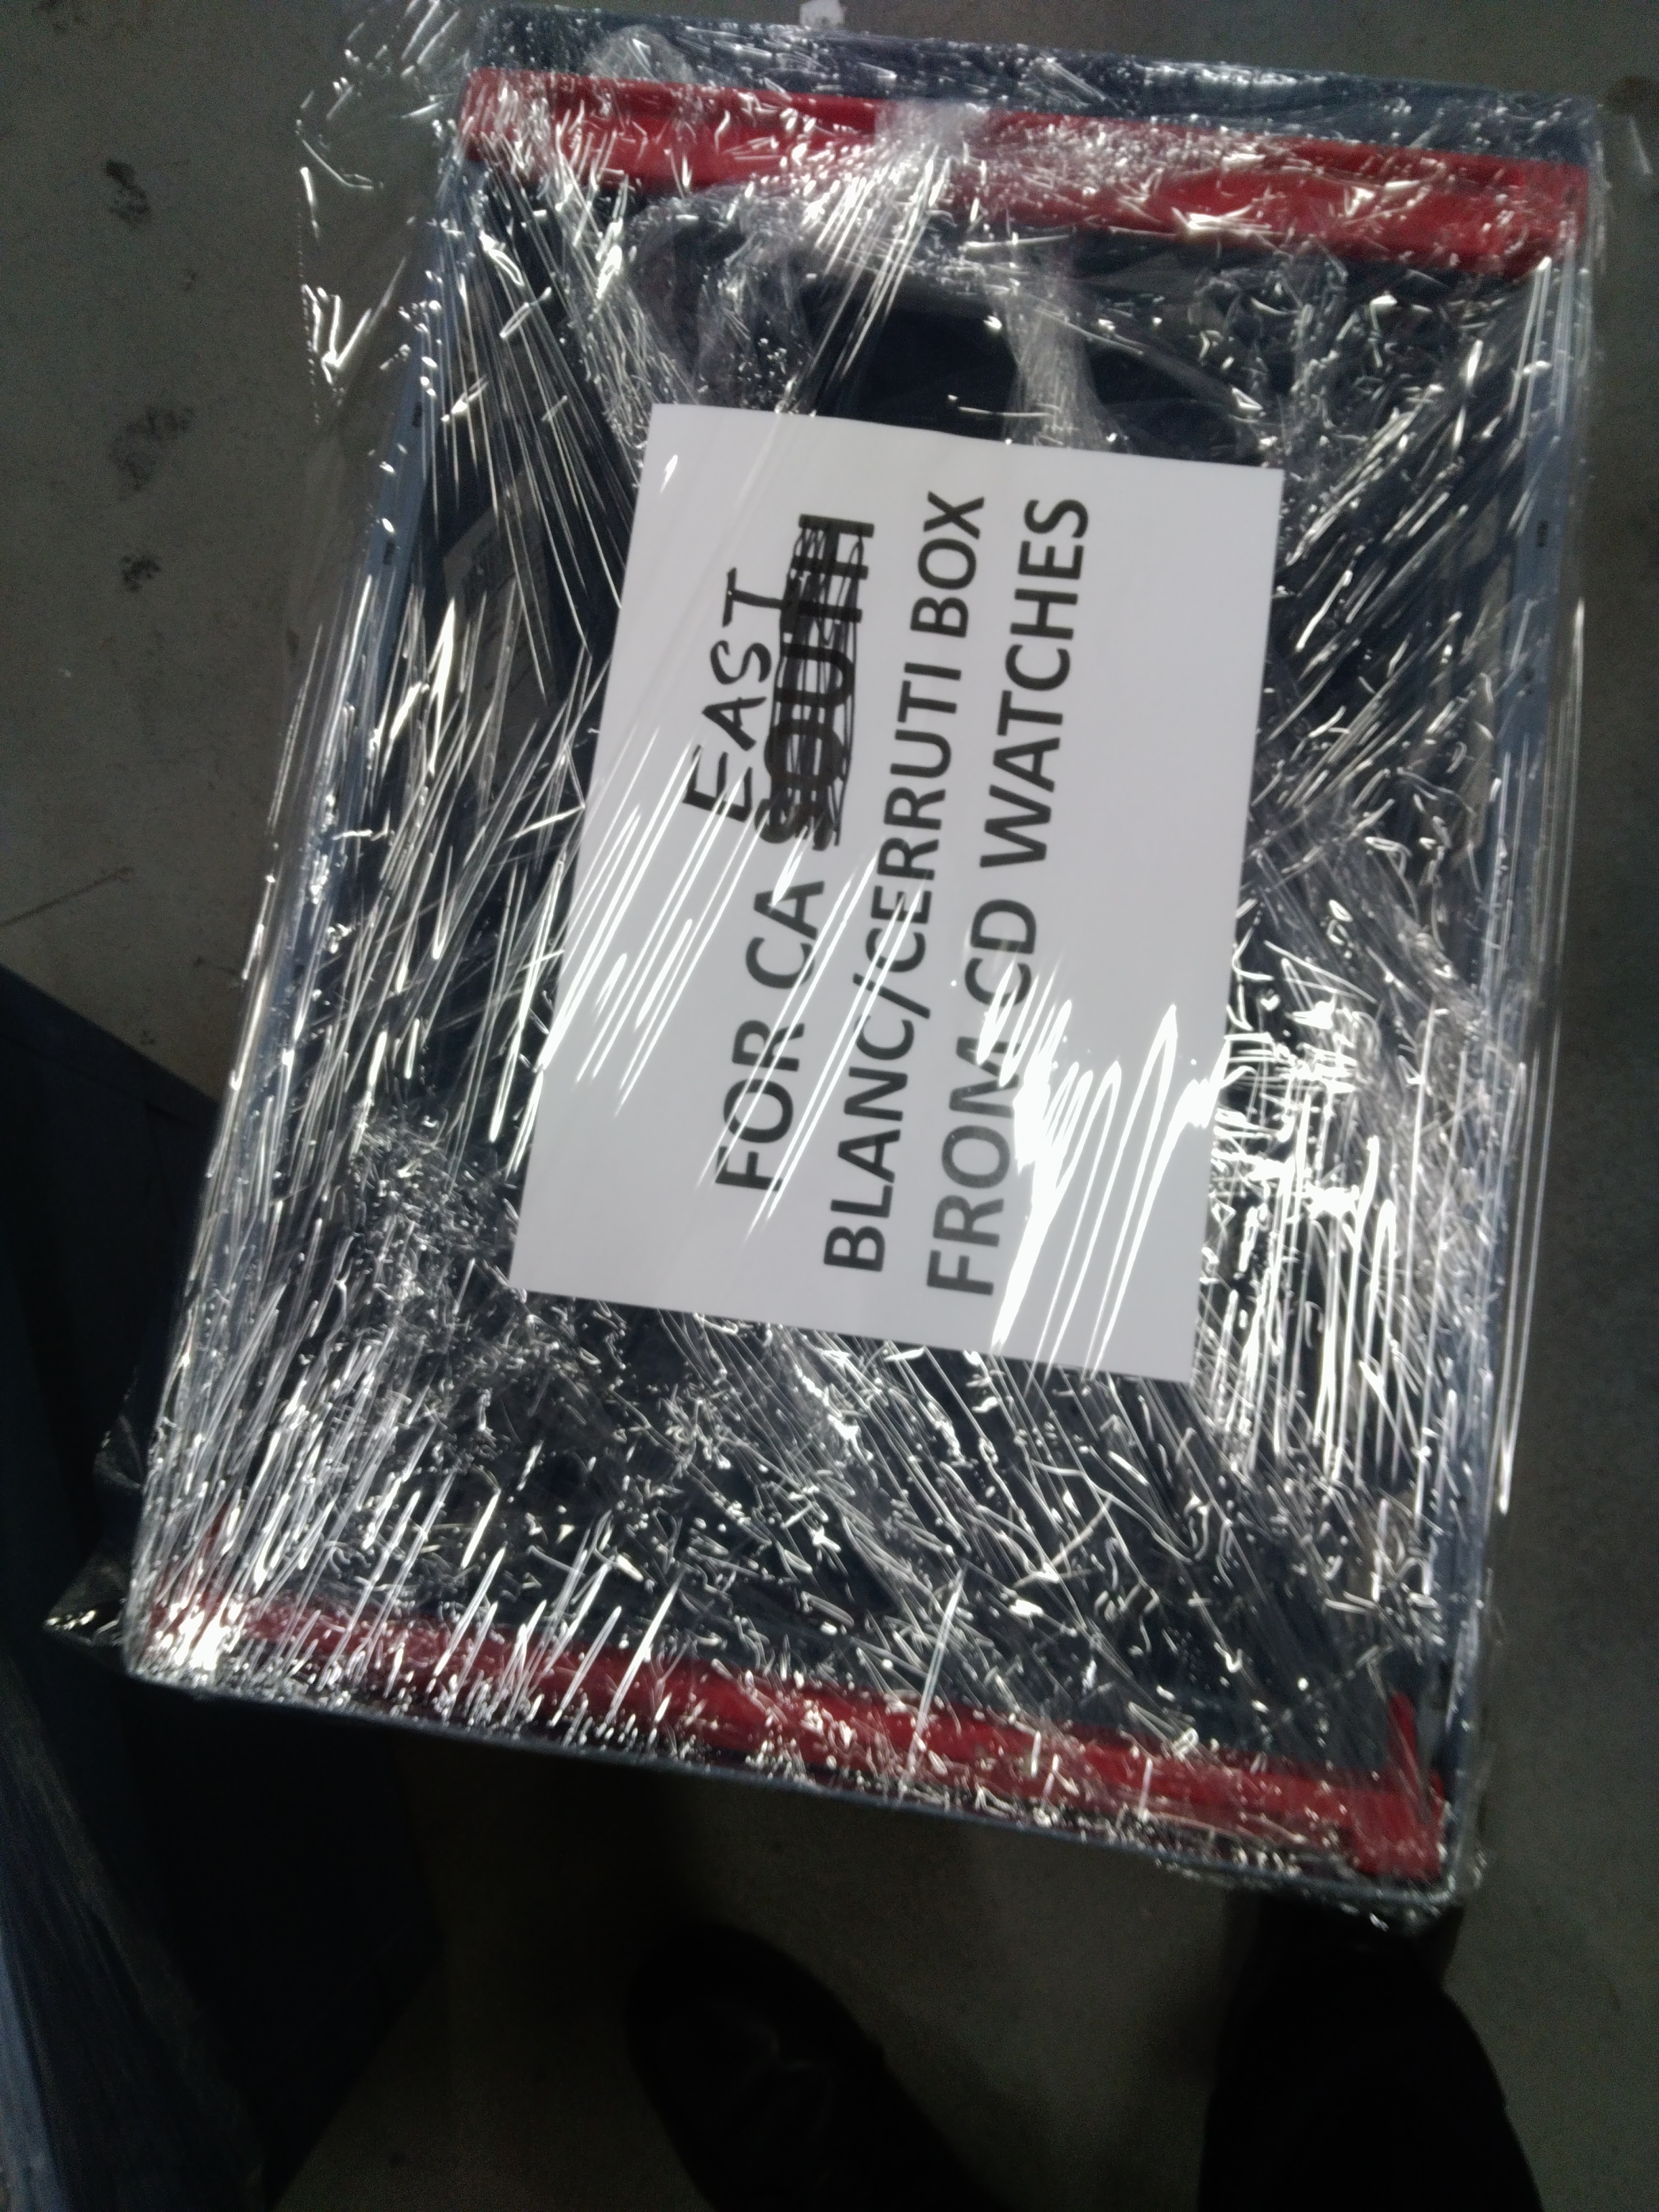 EAST
FOR CA SOUTH
BLANC/CERRUTI BOX
FROM CD WATCHES